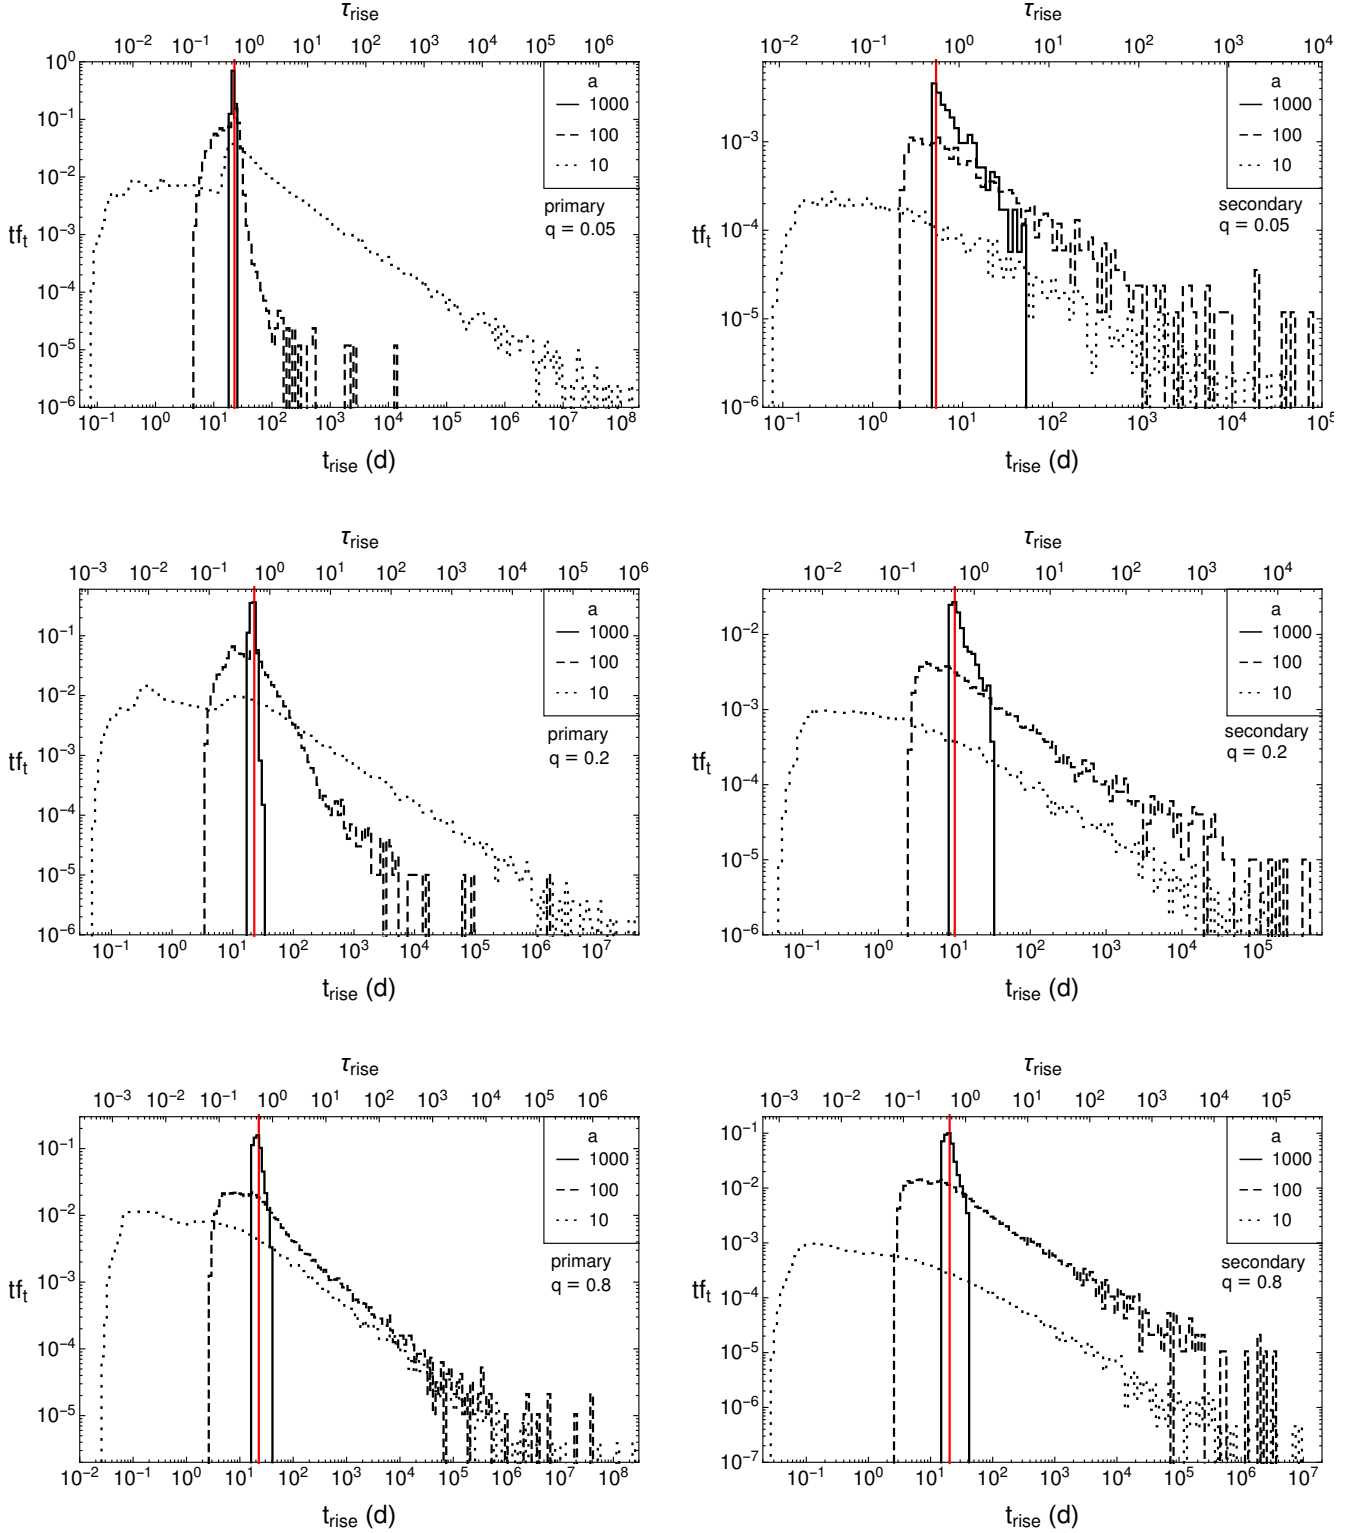 τrise
τrise
10⁻² 10⁻¹ 10⁰ 10¹ 10² 10³ 10⁴ 10⁵ 10⁶
10⁻² 10⁻¹ 10⁰ 10¹ 10² 10³ 10⁴
10⁰
10⁻¹
10⁻²
10⁻³
10⁻⁴
10⁻⁵
10⁻⁶
tfₜ
a
1000
100
10
primary
q = 0.05
10⁻¹ 10⁰ 10¹ 10² 10³ 10⁴ 10⁵ 10⁶ 10⁷ 10⁸
trise (d)
10⁻³
10⁻⁴
10⁻⁵
10⁻⁶
tfₜ
a
1000
100
10
secondary
q = 0.05
10⁻¹ 10⁰ 10¹ 10² 10³ 10⁴ 10⁵
trise (d)
τrise
τrise
10⁻³ 10⁻² 10⁻¹ 10⁰ 10¹ 10² 10³ 10⁴ 10⁵ 10⁶
10⁻² 10⁻¹ 10⁰ 10¹ 10² 10³ 10⁴
10⁻¹
10⁻²
10⁻³
10⁻⁴
10⁻⁵
10⁻⁶
tfₜ
a
1000
100
10
primary
q = 0.2
10⁻¹ 10⁰ 10¹ 10² 10³ 10⁴ 10⁵ 10⁶ 10⁷
trise (d)
10⁻²
10⁻³
10⁻⁴
10⁻⁵
10⁻⁶
tfₜ
a
1000
100
10
secondary
q = 0.2
10⁻¹ 10⁰ 10¹ 10² 10³ 10⁴ 10⁵
trise (d)
τrise
τrise
10⁻³ 10⁻² 10⁻¹ 10⁰ 10¹ 10² 10³ 10⁴ 10⁵ 10⁶
10⁻³ 10⁻² 10⁻¹ 10⁰ 10¹ 10² 10³ 10⁴ 10⁵
10⁻¹
10⁻²
10⁻³
10⁻⁴
10⁻⁵
tfₜ
a
1000
100
10
primary
q = 0.8
10⁻² 10⁻¹ 10⁰ 10¹ 10² 10³ 10⁴ 10⁵ 10⁶ 10⁷ 10⁸
trise (d)
10⁻¹
10⁻²
10⁻³
10⁻⁴
10⁻⁵
10⁻⁶
10⁻⁷
tfₜ
a
1000
100
10
secondary
q = 0.8
10⁻¹ 10⁰ 10¹ 10² 10³ 10⁴ 10⁵ 10⁶ 10⁷
trise (d)